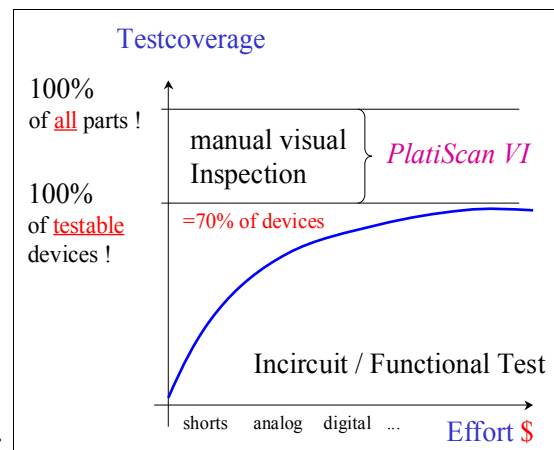 Testcoverage
100%
of all parts !
manual visual
Inspection
PlatiScan VI
100%
of testable
devices !
=70% of devices
Incircuit / Functional Test
shorts analog digital ...
Effort $